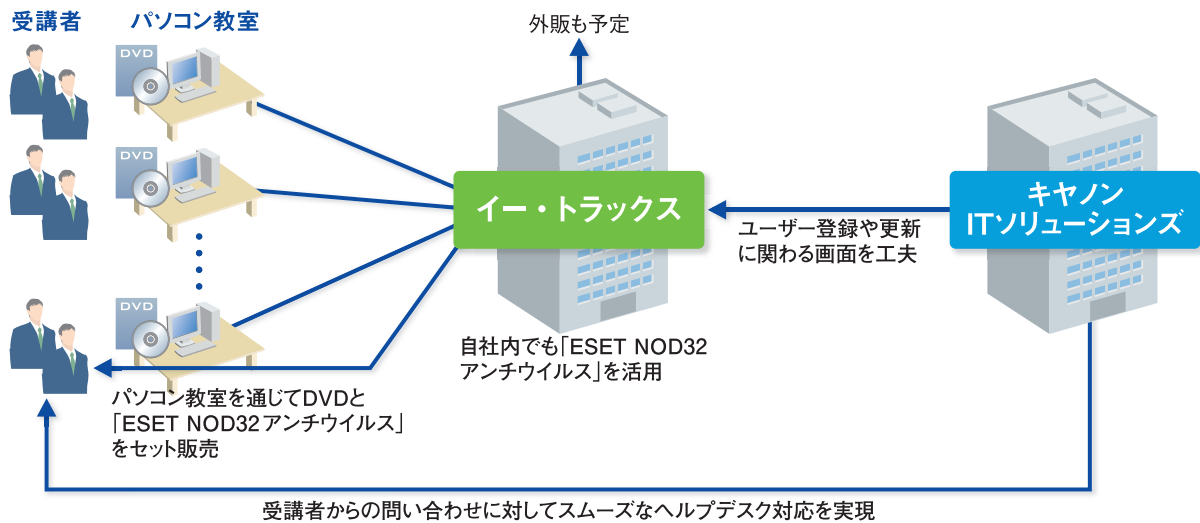 受講者
パソコン教室
外販も予定
DVD
DVD
DVD
イー・トラックス
キヤノン
ITソリューションズ
ユーザー登録や更新
に関わる画面を工夫
自社内でも「ESET NOD32
アンチウイルス」を活用
パソコン教室を通じてDVDと
「ESET NOD32アンチウイルス」
をセット販売
受講者からの問い合わせに対してスムーズなヘルプデスク対応を実現